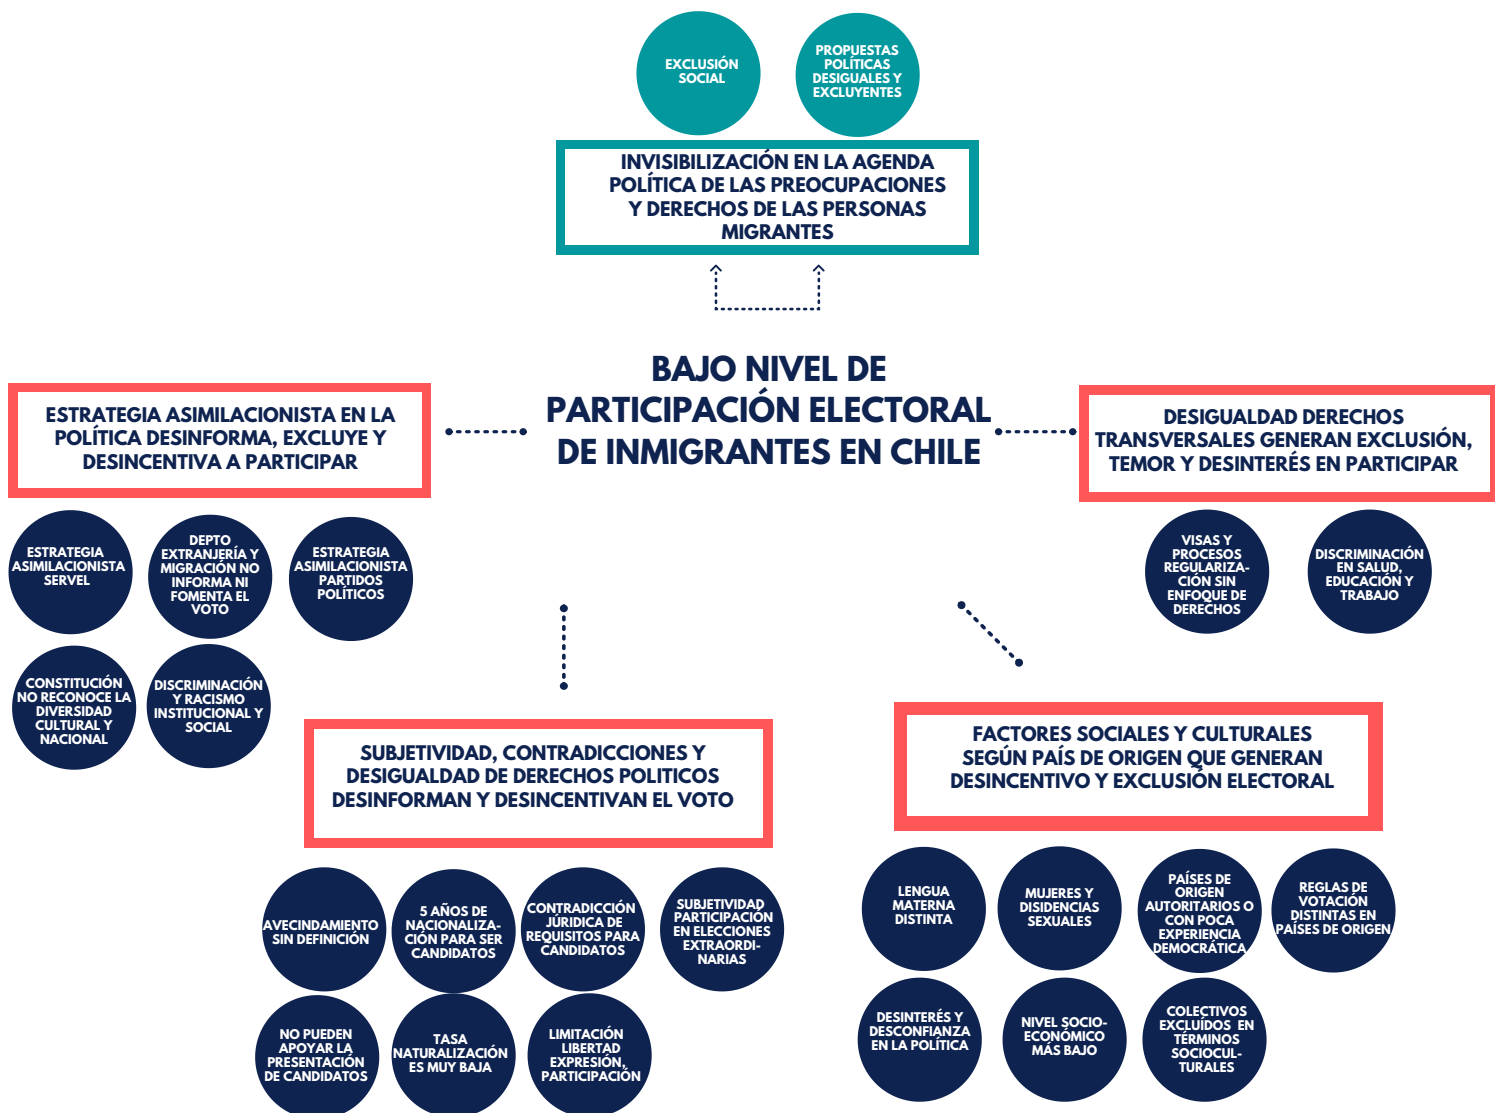 EXCLUSIÓN
SOCIAL
PROPUESTAS
POLÍTICAS
DESIGUALES Y
EXCLUYENTES
INVISIBILIZACIÓN EN LA AGENDA
POLÍTICA DE LAS PREOCUPACIONES
Y DERECHOS DE LAS PERSONAS
MIGRANTES
BAJO NIVEL DE
PARTICIPACIÓN ELECTORAL
DE INMIGRANTES EN CHILE
ESTRATEGIA ASIMILACIONISTA EN LA
POLÍTICA DESINFORMA, EXCLUYE Y
DESINCENTIVA A PARTICIPAR
ESTRATEGIA
ASIMILACIONISTA
SERVEL
DEPTO
EXTRANJERÍA Y
MIGRACIÓN NO
INFORMA NI
FOMENTA EL
VOTO
ESTRATEGIA
ASIMILACIONISTA
PARTIDOS
POLÍTICOS
CONSTITUCIÓN
NO RECONOCE LA
DIVERSIDAD
CULTURAL Y
NACIONAL
DISCRIMINACIÓN
Y RACISMO
INSTITUCIONAL Y
SOCIAL
DESIGUALDAD DERECHOS
TRANSVERSALES GENERAN EXCLUSIÓN,
TEMOR Y DESINTERÉS EN PARTICIPAR
VISAS Y
PROCESOS
REGULARIZA-
CIÓN SIN
ENFOQUE DE
DERECHOS
DISCRIMINACIÓN
EN SALUD,
EDUCACIÓN Y
TRABAJO
SUBJETIVIDAD, CONTRADICCIONES Y
DESIGUALDAD DE DERECHOS POLITICOS
DESINFORMAN Y DESINCENTIVAN EL VOTO
AVECINDAMIENTO
SIN DEFINICIÓN
5 AÑOS DE
NACIONALIZA-
CIÓN PARA SER
CANDIDATOS
CONTRADICCIÓN
JÚRIDICA DE
REQUISITOS PARA
CANDIDATOS
SUBJETIVIDAD
PARTICIPACIÓN
EN ELECCIONES
EXTRAORDI-
NARIAS
NO PUEDEN
APOYAR LA
PRESENTACIÓN
DE CANDIDATOS
TASA
NATURALIZACIÓN
ES MUY BAJA
LIMITACIÓN
LIBERTAD
EXPRESIÓN,
PARTICIPACIÓN
FACTORES SOCIALES Y CULTURALES
SEGÚN PAÍS DE ORIGEN QUE GENERAN
DESINCENTIVO Y EXCLUSIÓN ELECTORAL
LENGUA
MATERNA
DISTINTA
MUJERES Y
DISIDENCIAS
SEXUALES
PAÍSES DE
ORIGEN
AUTORITARIOS O
CON POCA
EXPERIENCIA
DEMOCRÁTICA
REGLAS DE
VOTACIÓN
DISTINTAS EN
PAÍSES DE ORIGEN
DESINTERÉS Y
DESCONFIANZA
EN LA POLÍTICA
NIVEL SOCIO-
ECONÓMICO
MÁS BAJO
COLECTIVOS
EXCLUÍDOS EN
TÉRMINOS
SOCIOCUL-
TURALES